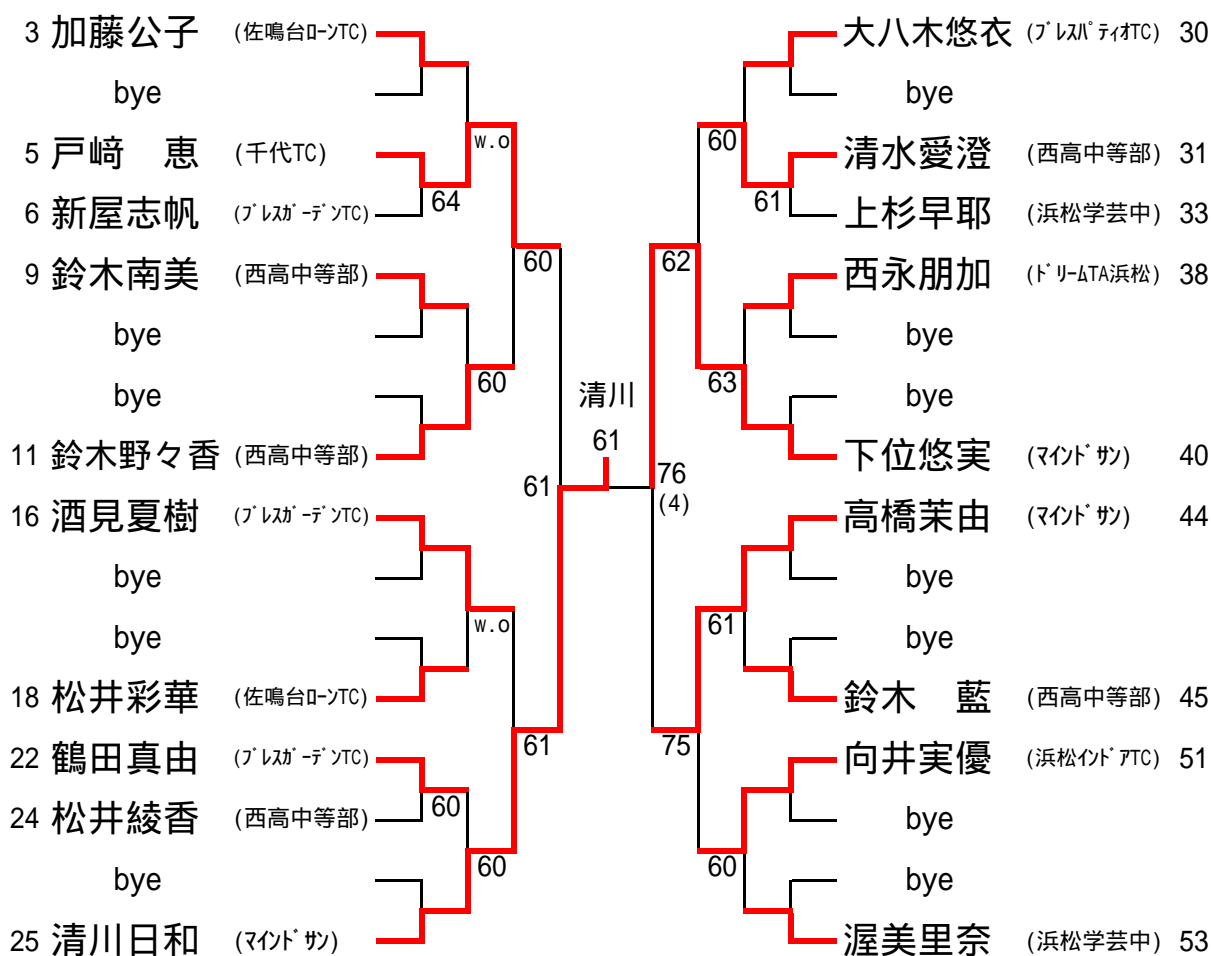 3 加藤公子 (佐鳴台ﾛｰﾝTC)
bye
w.o
5 戸﨑　恵 (千代TC)
64
6 新屋志帆 (ﾌﾞﾚｽｶﾞｰﾃﾞﾝTC)
60
9 鈴木南美 (西高中等部)
bye
60
bye
11 鈴木野々香 (西高中等部)
61
16 酒見夏樹 (ﾌﾞﾚｽｶﾞｰﾃﾞﾝTC)
bye
w.o
bye
18 松井彩華 (佐鳴台ﾛｰﾝTC)
61
22 鶴田真由 (ﾌﾞﾚｽｶﾞｰﾃﾞﾝTC)
60
24 松井綾香 (西高中等部)
60
bye
25 清川日和 (ﾏｲﾝﾄﾞｻﾝ)
清川
61
76
(4)
大八木悠衣 (ﾌﾞﾚｽﾊﾟﾃｨｵTC) 30
bye
60
清水愛澄 (西高中等部) 31
61
上杉早耶 (浜松学芸中) 33
62
西永朋加 (ﾄﾞﾘｰﾑTA浜松) 38
bye
63
bye
下位悠実 (ﾏｲﾝﾄﾞｻﾝ) 40
高橋茉由 (ﾏｲﾝﾄﾞｻﾝ) 44
bye
61
bye
鈴木　藍 (西高中等部) 45
75
向井実優 (浜松ｲﾝﾄﾞｱTC) 51
bye
60
bye
渥美里奈 (浜松学芸中) 53